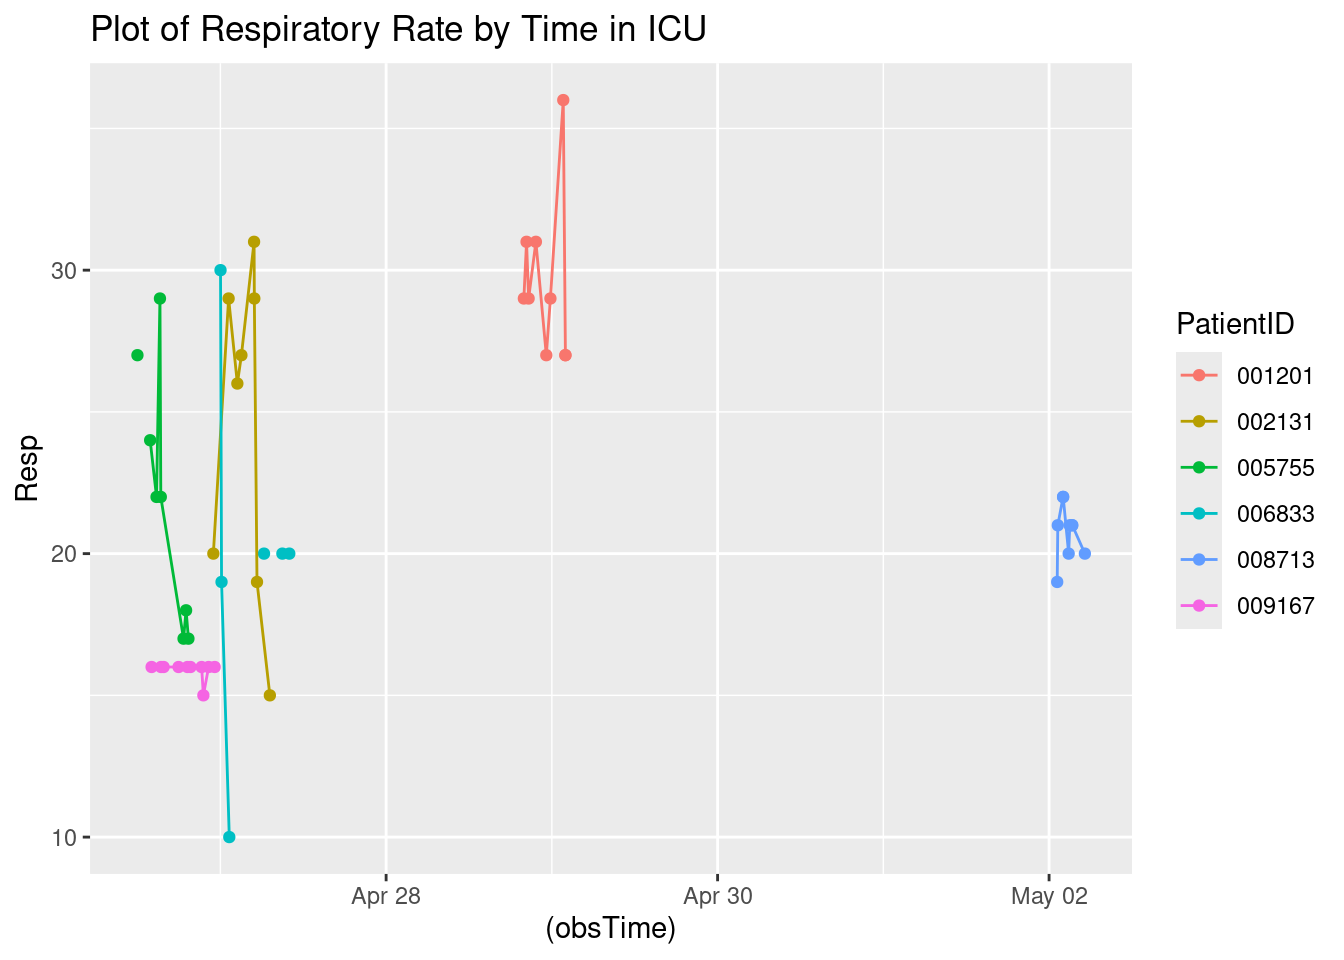 Plot of Respiratory Rate by Time in ICU
Resp
30
20
10
Apr 28
Apr 30
May 02
(obsTime)
PatientID
001201
002131
005755
006833
008713
009167